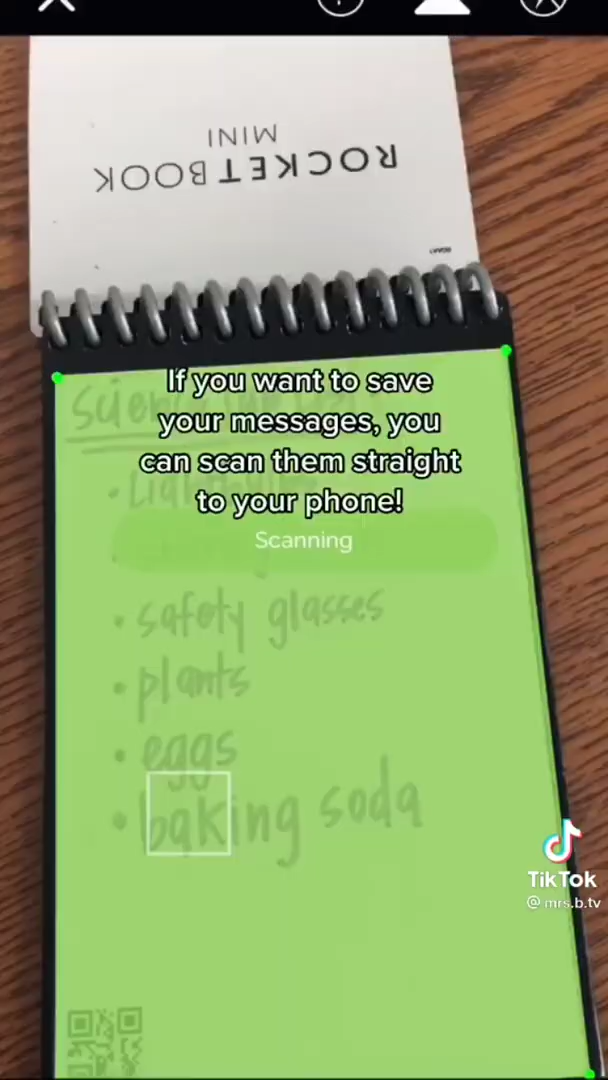 ROCKETBOOK
MINI
If you want to save
your messages, you
can scan them straight
to your phone!
Scanning
• safety glasses
• plants
• eggs
• baking soda
TikTok
@mrs.b.tv